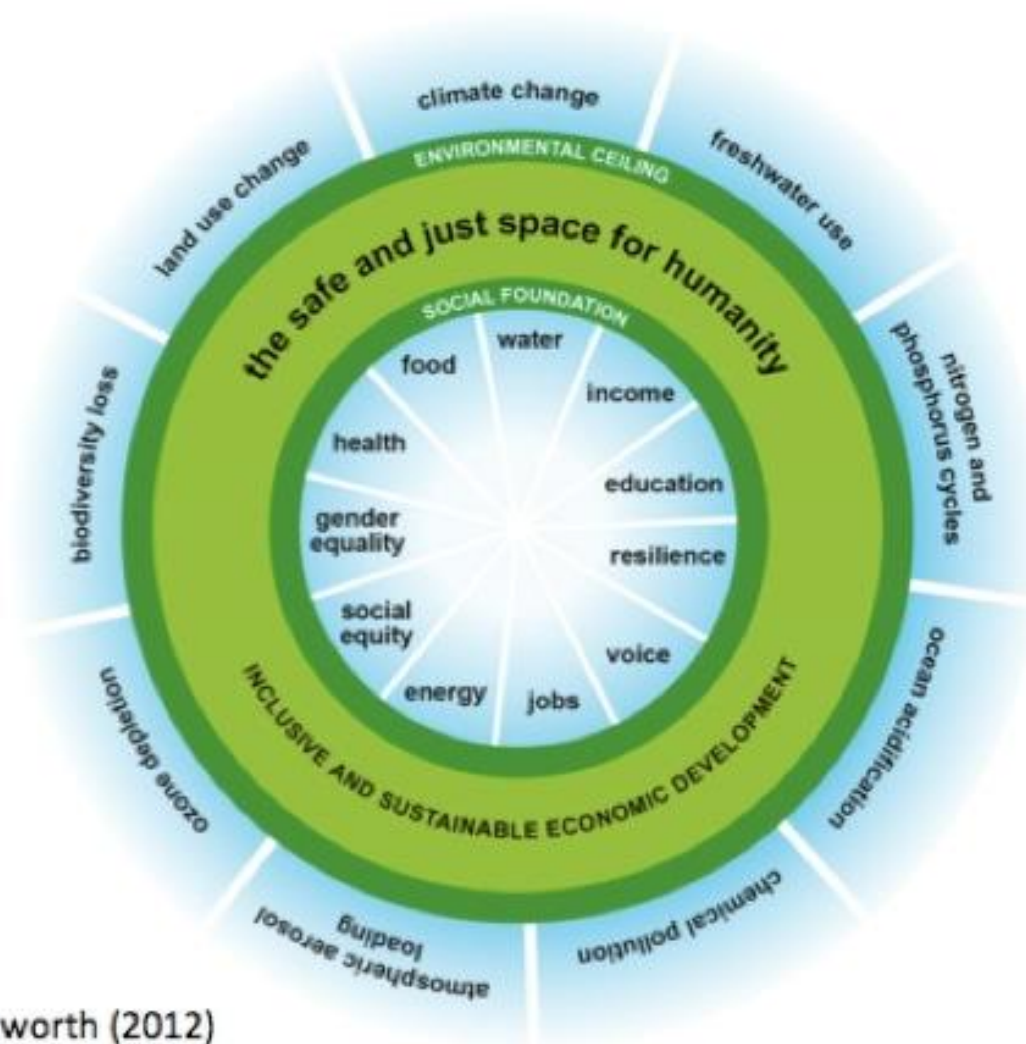 climate change
freshwater use
nitrogen and
phosphorus cycles
ocean acidification
chemical pollution
atmospheric aerosol
loading
ozone depletion
biodiversity loss
land use change
ENVIRONMENTAL CEILING
the safe and just space for humanity
SOCIAL FOUNDATION
water
income
education
resilience
voice
jobs
energy
social
equity
gender
equality
health
food
INCLUSIVE AND SUSTAINABLE ECONOMIC DEVELOPMENT
worth (2012)